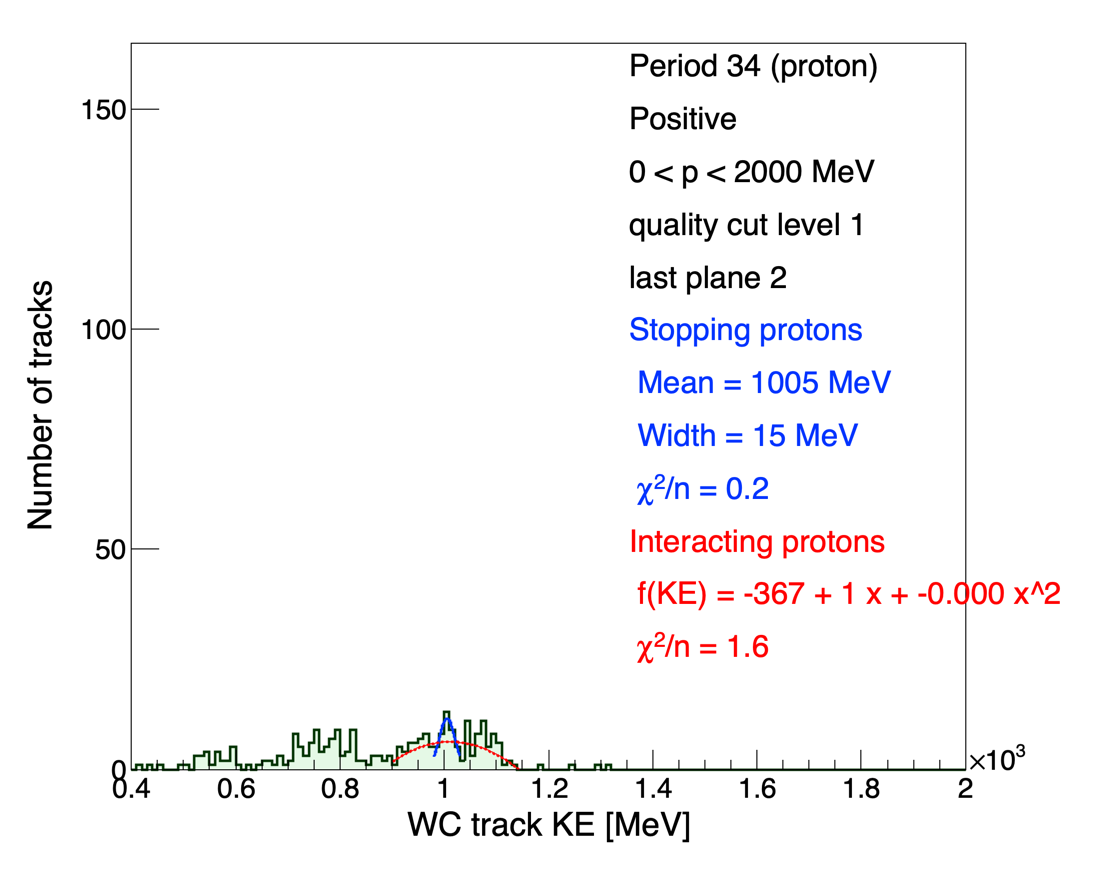 Period 34 (proton)
150
Positive
0 < p < 2000 MeV
quality cut level 1
last plane 2
Number of tracks
100
Stopping protons
Mean = 1005 MeV
Width = 15 MeV
χ²/n = 0.2
50
Interacting protons
f(KE) = -367 + 1 x + -0.000 x^2
χ²/n = 1.6
0
×10³
0.4 0.6 0.8 1 1.2 1.4 1.6 1.8 2
WC track KE [MeV]